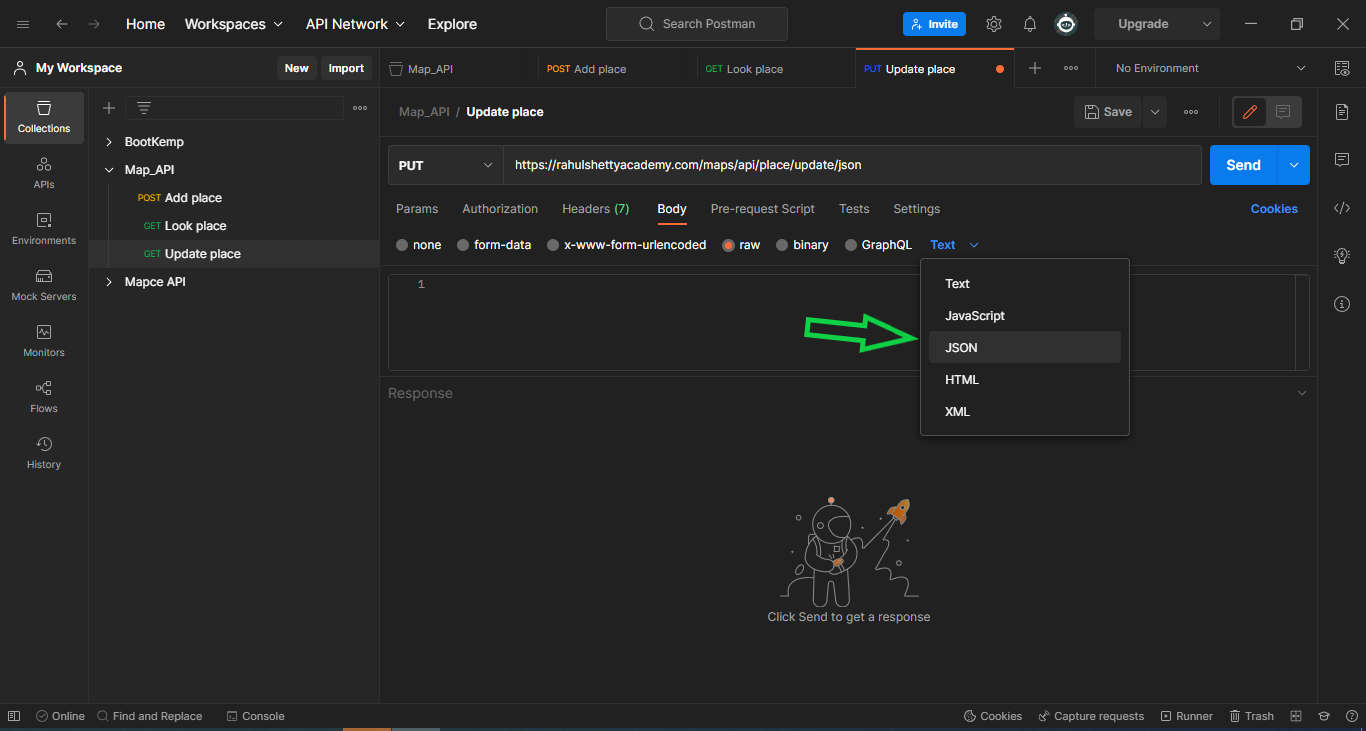 Home Workspaces API Network Explore Search Postman Invite Upgrade
My Workspace New Import Map_API POST Add place GET Look place PUT Update place No Environment
Collections
APIs
Environments
Mock Servers
Monitors
Flows
History
BootKemp
Map_API
POST Add place
GET Look place
GET Update place
Mapce API
Map_API / Update place Save
PUT https://rahulshettyacademy.com/maps/api/place/update/json Send
Params Authorization Headers (7) Body Pre-request Script Tests Settings Cookies
none form-data x-www-form-urlencoded raw binary GraphQL Text
1
Text
JavaScript
JSON
HTML
XML
Response
Click Send to get a response
Online Find and Replace Console Cookies Capture requests Runner Trash